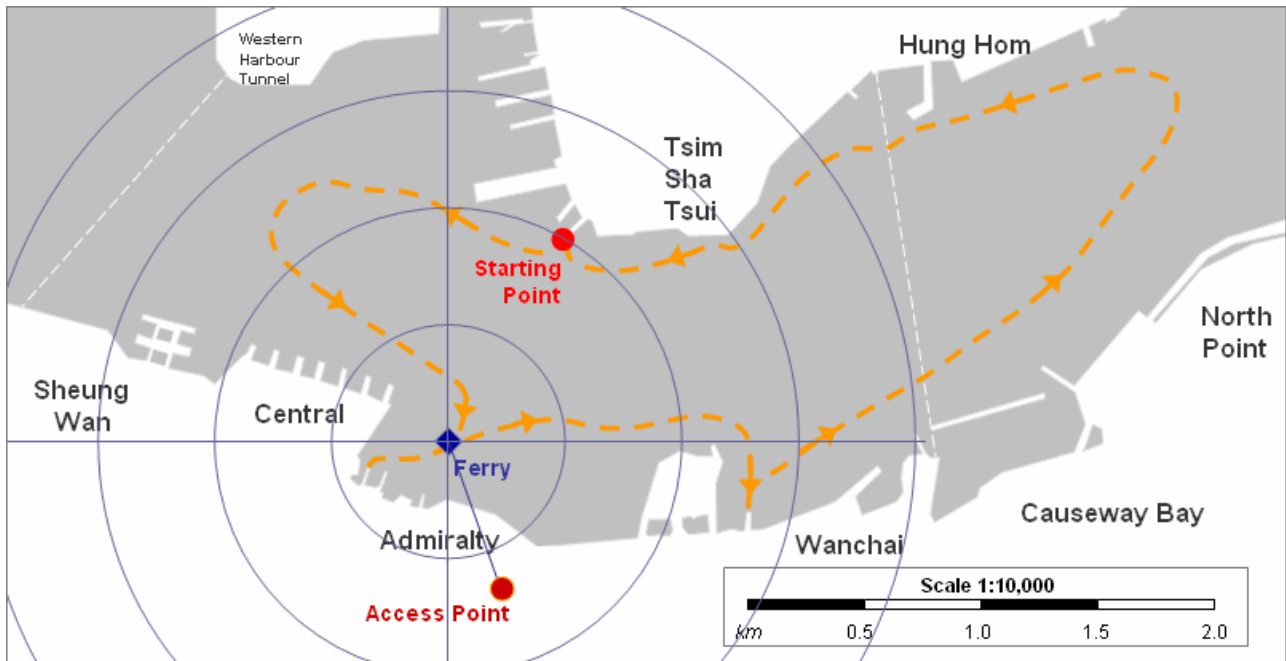 Western
Harbour
Tunnel
Hung Hom
Tsim
Sha
Tsui
Starting
Point
North
Point
Sheung
Wan
Central
Ferry
Admiralty
Causeway Bay
Wanchai
Access Point
Scale 1:10,000
km 0.5 1.0 1.5 2.0